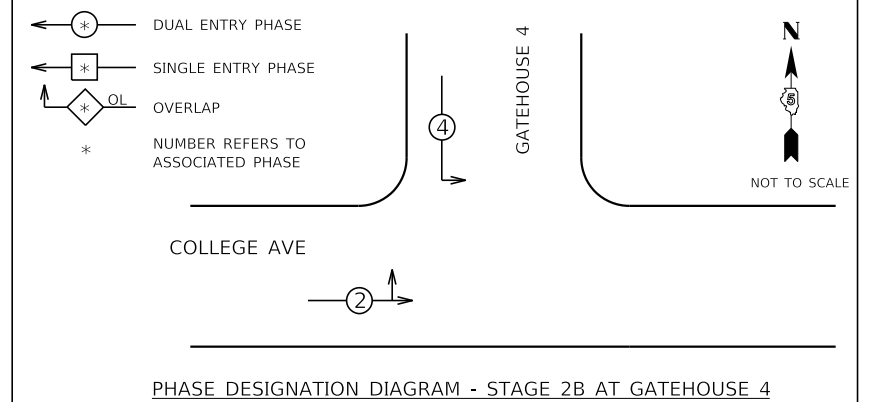 * DUAL ENTRY PHASE
* SINGLE ENTRY PHASE
* OL OVERLAP
* NUMBER REFERS TO
ASSOCIATED PHASE
GATEHOUSE 4
4
N
5
NOT TO SCALE
COLLEGE AVE
2
PHASE DESIGNATION DIAGRAM - STAGE 2B AT GATEHOUSE 4